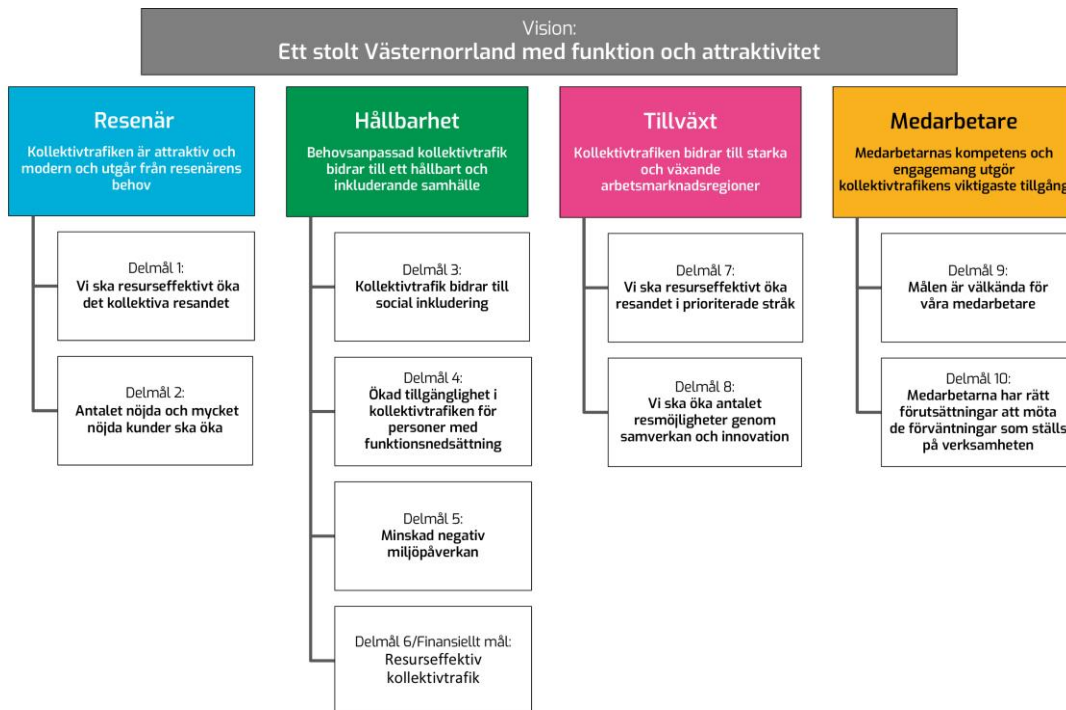 Vision:
Ett stolt Västernorrland med funktion och attraktivitet
Resenär
Kollektivtrafiken är attraktiv och
modern och utgår från resenärens
behov
Delmål 1:
Vi ska resurseffektivt öka
det kollektiva resandet
Delmål 2:
Antalet nöjda och mycket
nöjda kunder ska öka
Hållbarhet
Behovsanpassad kollektivtrafik
bidrar till ett hållbart och
inkluderande samhälle
Delmål 3:
Kollektivtrafik bidrar till
social inkludering
Delmål 4:
Ökad tillgänglighet i
kollektivtrafiken för
personer med
funktionsnedsättning
Delmål 5:
Minskad negativ
miljöpåverkan
Delmål 6/Finansiellt mål:
Resurseffektiv
kollektivtrafik
Tillväxt
Kollektivtrafiken bidrar till starka
och växande
arbetsmarknadsregioner
Delmål 7:
Vi ska resurseffektivt öka
resandet i prioriterade stråk
Delmål 8:
Vi ska öka antalet
resmöjligheter genom
samverkan och innovation
Medarbetare
Medarbetarnas kompetens och
engagemang utgör
kollektivtrafikens viktigaste tillgång
Delmål 9:
Målen är välkända för
våra medarbetare
Delmål 10:
Medarbetarna har rätt
förutsättningar att möta
de förväntningar som ställs
på verksamheten